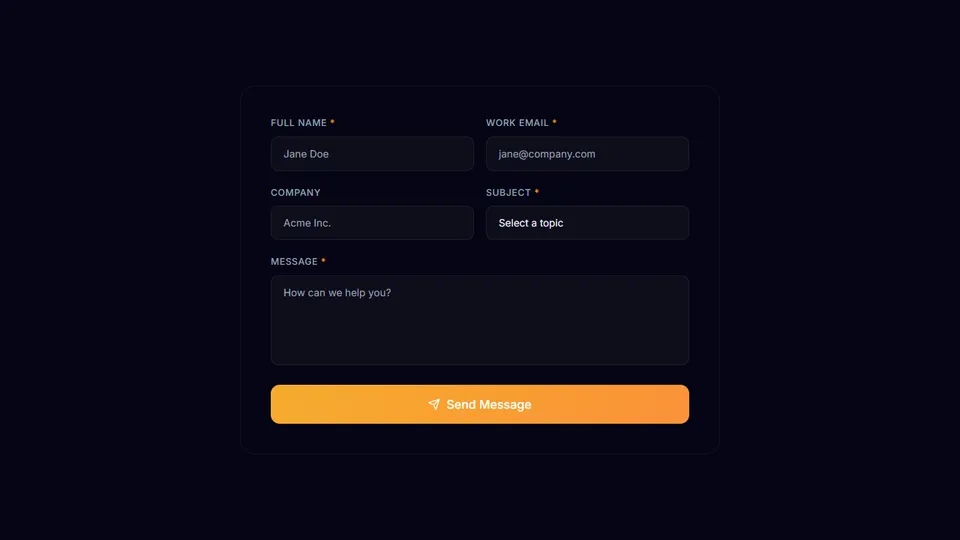 FULL NAME *
WORK EMAIL *
Jane Doe
jane@company.com
COMPANY
SUBJECT *
Acme Inc.
Select a topic
MESSAGE *
How can we help you?
Send Message